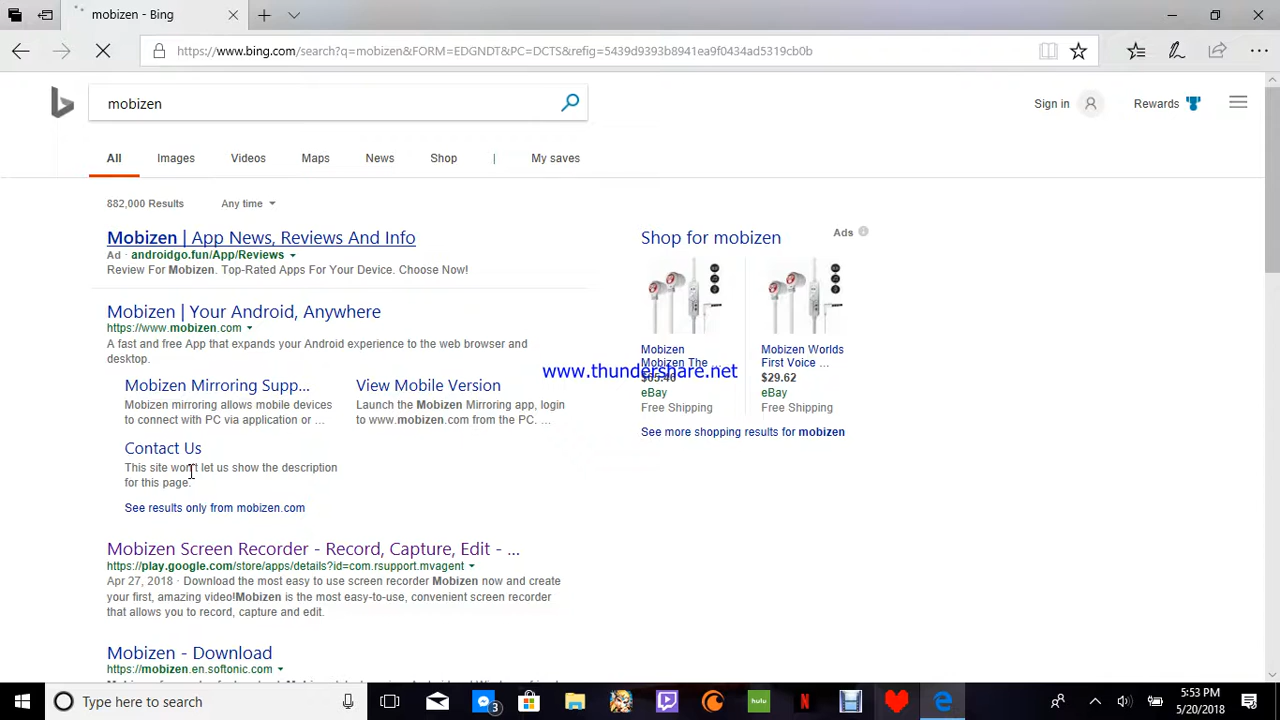 mobizen - Bing
https://www.bing.com/search?q=mobizen&FORM=EDGNDT&PC=DCTS&refig=5439d9393b8941ea9f0434ad5319cb0b
mobizen
Sign in
Rewards
All Images Videos Maps News Shop | My saves
882,000 Results Any time
Mobizen | App News, Reviews And Info
Ad · androidgo.fun/App/Reviews
Review For Mobizen. Top-Rated Apps For Your Device. Choose Now!
Mobizen | Your Android, Anywhere
https://www.mobizen.com
A fast and free App that expands your Android experience to the web browser and
desktop.
Mobizen Mirroring Supp...
Mobizen mirroring allows mobile devices
to connect with PC via application or ...
View Mobile Version
Launch the Mobizen Mirroring app, login
to www.mobizen.com from the PC. ...
Contact Us
This site won't let us show the description
for this page.
See results only from mobizen.com
Mobizen Screen Recorder - Record, Capture, Edit - ...
https://play.google.com/store/apps/details?id=com.rsupport.mvagent
Apr 27, 2018 · Download the most easy to use screen recorder Mobizen now and create
your first, amazing video!Mobizen is the most easy-to-use, convenient screen recorder
that allows you to record, capture and edit.
Mobizen - Download
https://mobizen.en.softonic.com
Shop for mobizen
Ads
Mobizen
Mobizen The ...
$65.46
eBay
Free Shipping
Mobizen Worlds
First Voice ...
$29.62
eBay
Free Shipping
See more shopping results for mobizen
www.thundershare.net
Type here to search
3
hulu
N
5:53 PM
5/20/2018